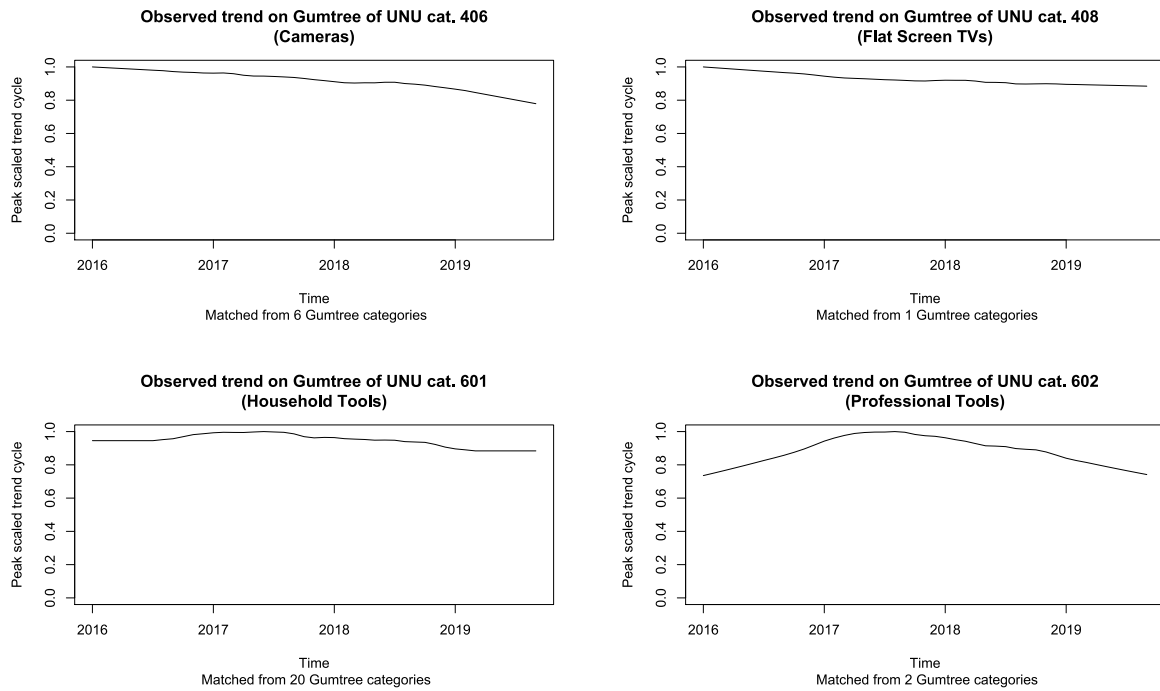 Observed trend on Gumtree of UNU cat. 406
(Cameras)
Peak scaled trend cycle
0.0 0.2 0.4 0.6 0.8 1.0
2016 2017 2018 2019
Time
Matched from 6 Gumtree categories
Observed trend on Gumtree of UNU cat. 408
(Flat Screen TVs)
Peak scaled trend cycle
0.0 0.2 0.4 0.6 0.8 1.0
2016 2017 2018 2019
Time
Matched from 1 Gumtree categories
Observed trend on Gumtree of UNU cat. 601
(Household Tools)
Peak scaled trend cycle
0.0 0.2 0.4 0.6 0.8 1.0
2016 2017 2018 2019
Time
Matched from 20 Gumtree categories
Observed trend on Gumtree of UNU cat. 602
(Professional Tools)
Peak scaled trend cycle
0.0 0.2 0.4 0.6 0.8 1.0
2016 2017 2018 2019
Time
Matched from 2 Gumtree categories